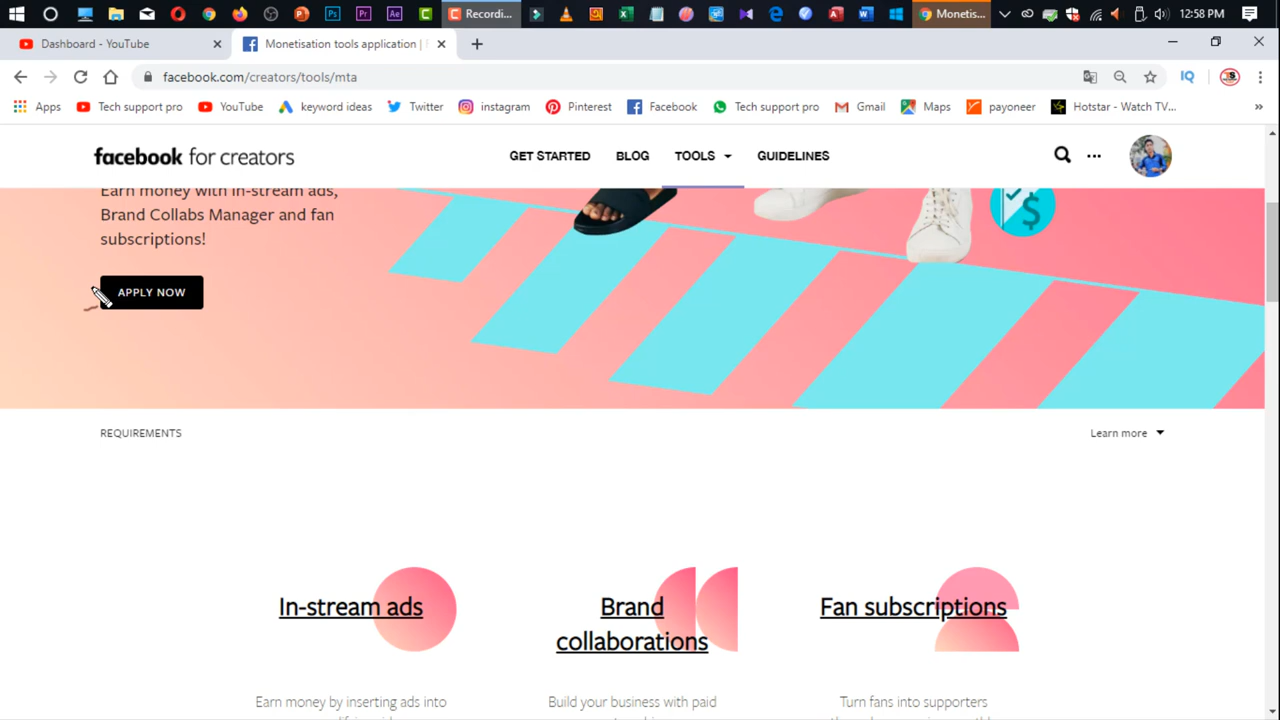 Recordi...
Monetis...
12:58 PM
Dashboard - YouTube
Monetisation tools application |
facebook.com/creators/tools/mta
Apps
Tech support pro
YouTube
keyword ideas
Twitter
instagram
Pinterest
Facebook
Tech support pro
Gmail
Maps
payoneer
Hotstar - Watch TV...
facebook for creators
GET STARTED
BLOG
TOOLS
GUIDELINES
Earn money with in-stream ads,
Brand Collabs Manager and fan
subscriptions!
APPLY NOW
REQUIREMENTS
Learn more
In-stream ads
Brand
collaborations
Fan subscriptions
Earn money by inserting ads into
Build your business with paid
Turn fans into supporters